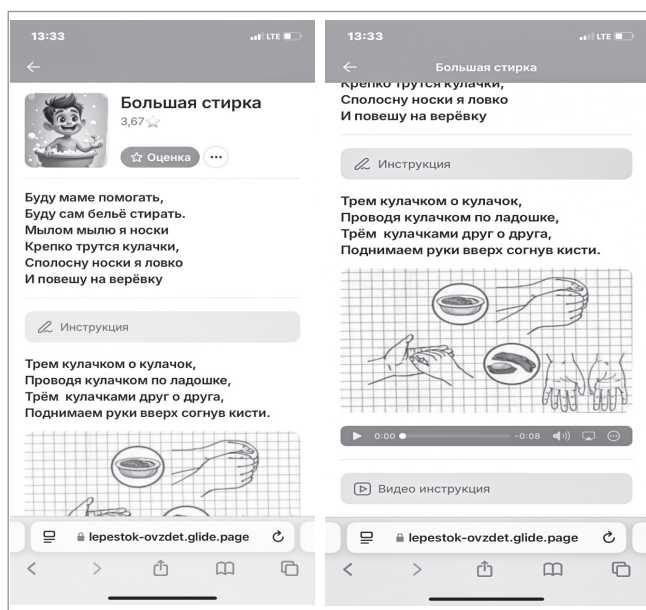 13:33
LTE
Большая стирка
3,67
Оценка
Буду маме помогать,
Буду сам бельё стирать.
Мылом мылю я носки
Крепко трутся кулачки,
Сполосну носки я ловко
И повешу на верёвку
Инструкция
Трем кулачком о кулачок,
Проводя кулачком по ладошке,
Трём кулачками друг о друга,
Поднимаем руки вверх согнув кисти.
lepestok-ovzdet.glide.page
13:33
LTE
Большая стирка
Крепко трутся кулачки,
Сполосну носки я ловко
И повешу на верёвку
Инструкция
Трем кулачком о кулачок,
Проводя кулачком по ладошке,
Трём кулачками друг о друга,
Поднимаем руки вверх согнув кисти.
0:00
-0:08
Видео инструкция
lepestok-ovzdet.glide.page